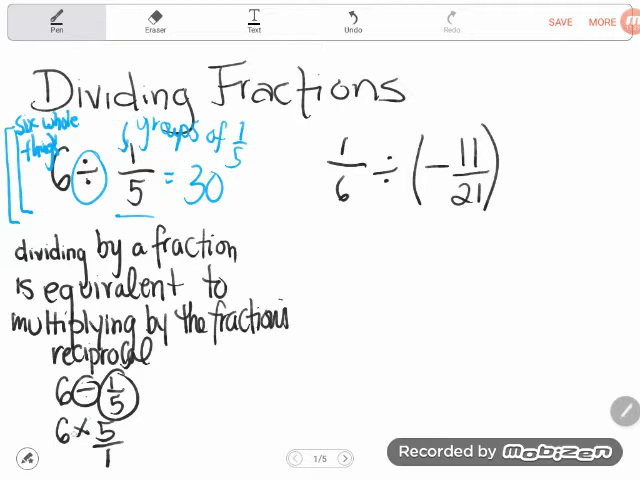 Pen
Eraser
Text
Undo
Redo
SAVE
MORE
Dividing Fractions
six whole
things
groups of 1/5
6 ÷ 1/5 = 30
1/6 ÷ (- 11/21)
dividing by a fraction
is equivalent to
multiplying by the fractions
reciprocal
6 ÷ 1/5
6 × 5/1
1/5
Recorded by mobizen